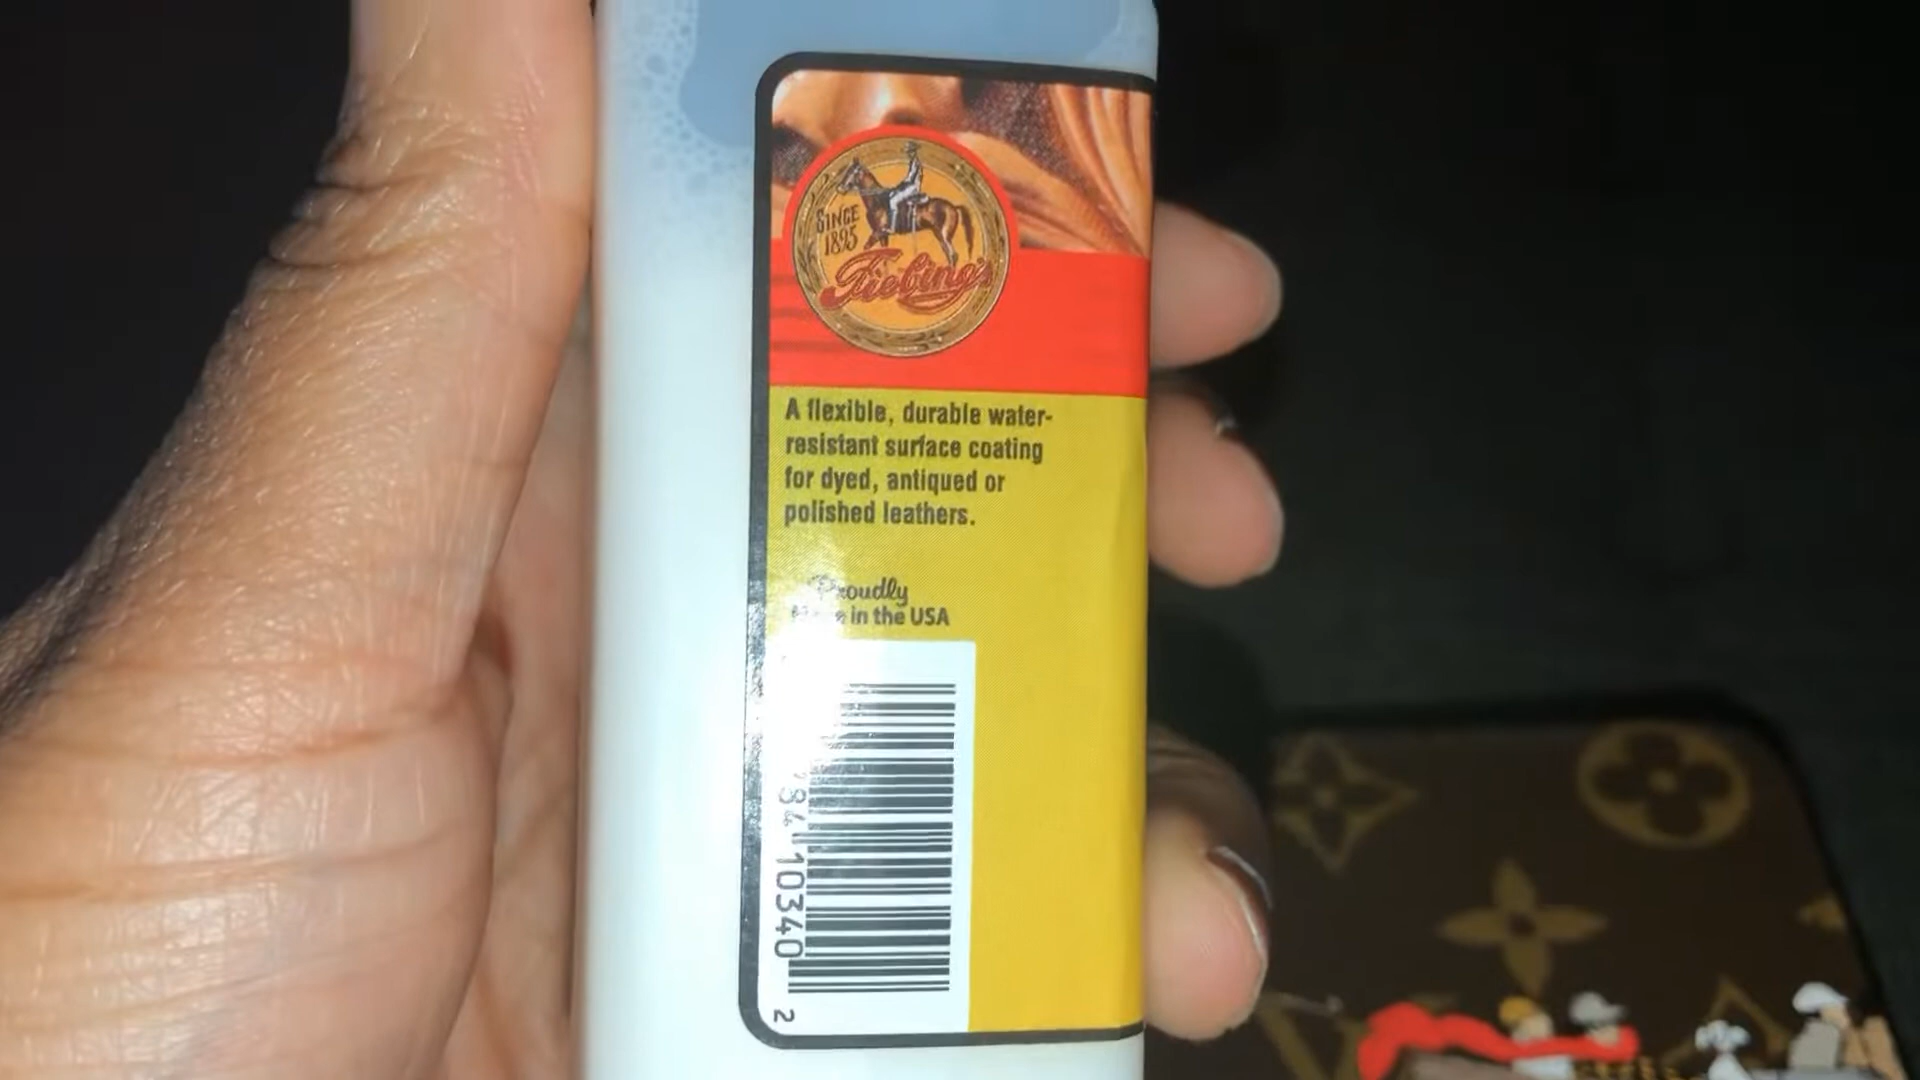 SINCE
1895
Fiebing's
A flexible, durable water-
resistant surface coating
for dyed, antiqued or
polished leathers.
Proudly
Made in the USA
10340
2